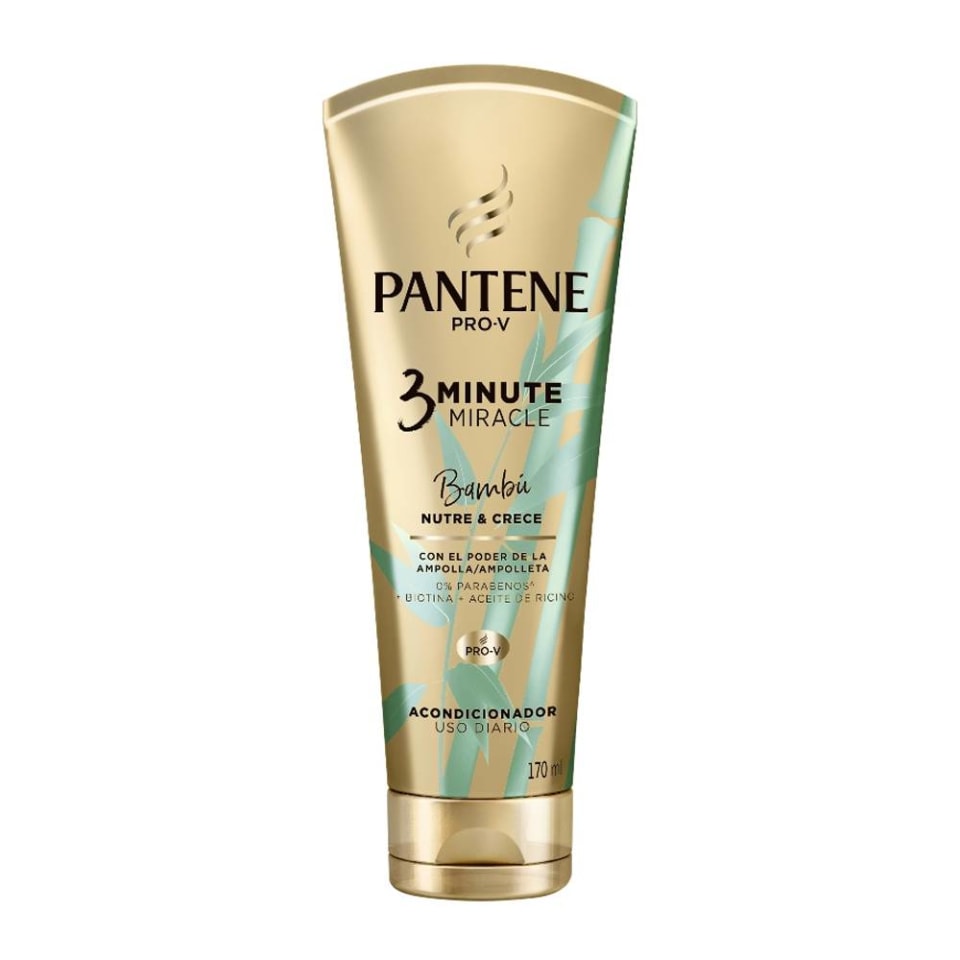 PANTENE
PRO-V
3 MINUTE
MIRACLE
Bambú
NUTRE & CRECE
CON EL PODER DE LA
AMPOLLA/AMPOLLETA
0% PARABENOS^
+ BIOTINA + ACEITE DE RICINO
PRO-V
ACONDICIONADOR
USO DIARIO
170 ml